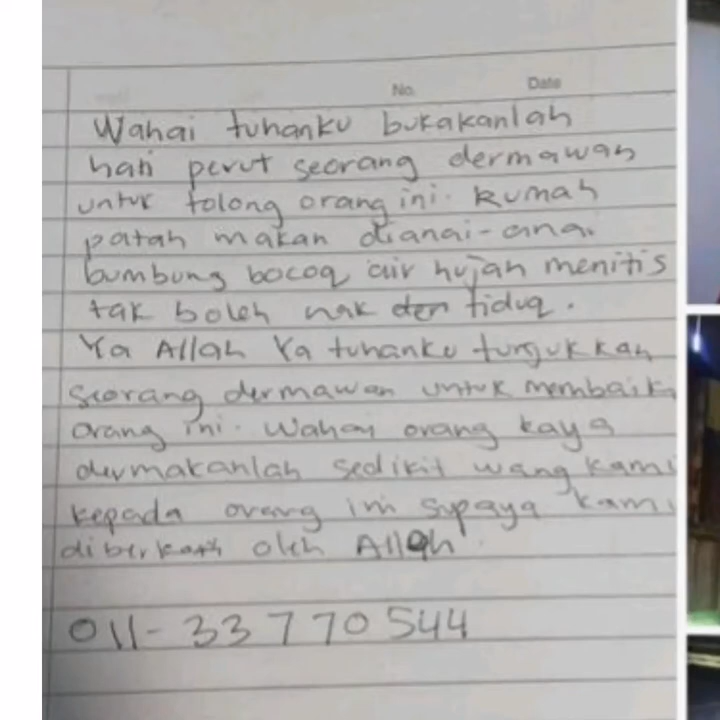 No. Date
Wahai tuhanku bukakanlah
hati perut seorang dermawan
untuk tolong orang ini. Rumah
patah makan dianai-anai
bumbung bocoq air hujan menitis
tak boleh nak tiduq.
Ya Allah Ya tuhanku tunjukkan
seorang dermawan untuk membaiki
orang ini. Wahai orang kaya
dermakanlah sedikit wang kami
kepada orang ini supaya kami
diberkati oleh Allah
011-33770544